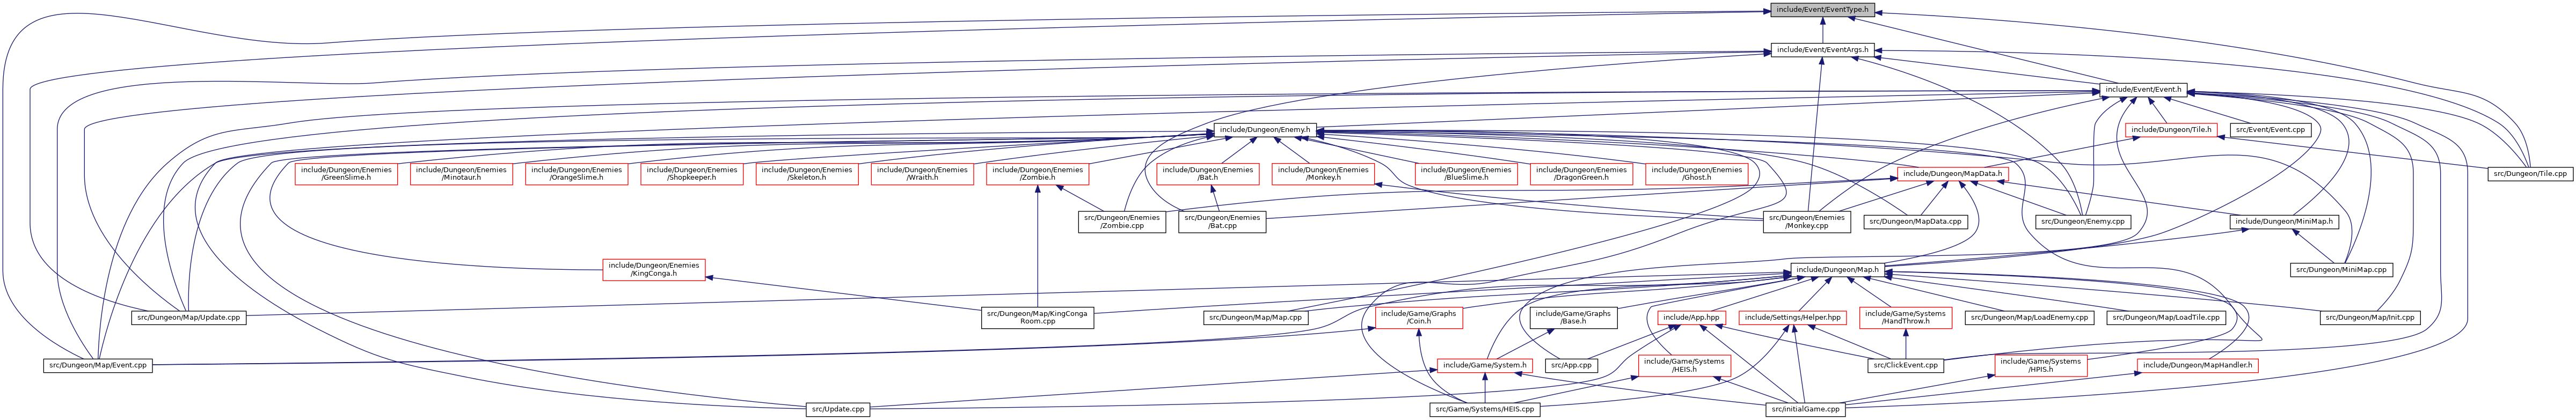 include/Event/EventType.h
include/Event/EventArgs.h
include/Event/Event.h
include/Dungeon/Enemy.h
include/Dungeon/Tile.h
src/Event/Event.cpp
include/Dungeon/Enemies
/GreenSlime.h
include/Dungeon/Enemies
/Minotaur.h
include/Dungeon/Enemies
/OrangeSlime.h
include/Dungeon/Enemies
/Shopkeeper.h
include/Dungeon/Enemies
/Skeleton.h
include/Dungeon/Enemies
/Wraith.h
include/Dungeon/Enemies
/Zombie.h
include/Dungeon/Enemies
/Bat.h
include/Dungeon/Enemies
/Monkey.h
include/Dungeon/Enemies
/BlueSlime.h
include/Dungeon/Enemies
/DragonGreen.h
include/Dungeon/Enemies
/Ghost.h
include/Dungeon/MapData.h
src/Dungeon/Tile.cpp
src/Dungeon/Enemies
/Zombie.cpp
src/Dungeon/Enemies
/Bat.cpp
src/Dungeon/Enemies
/Monkey.cpp
src/Dungeon/MapData.cpp
src/Dungeon/Enemy.cpp
include/Dungeon/MiniMap.h
include/Dungeon/Enemies
/KingConga.h
include/Dungeon/Map.h
src/Dungeon/MiniMap.cpp
src/Dungeon/Map/Update.cpp
src/Dungeon/Map/KingConga
Room.cpp
src/Dungeon/Map/Map.cpp
include/Game/Graphs
/Coin.h
include/Game/Graphs
/Base.h
include/App.hpp
include/Settings/Helper.hpp
include/Game/Systems
/HandThrow.h
src/Dungeon/Map/LoadEnemy.cpp
src/Dungeon/Map/LoadTile.cpp
src/Dungeon/Map/Init.cpp
src/Dungeon/Map/Event.cpp
include/Game/System.h
src/App.cpp
include/Game/Systems
/HEIS.h
src/ClickEvent.cpp
include/Game/Systems
/HPIS.h
include/Dungeon/MapHandler.h
src/Update.cpp
src/Game/Systems/HEIS.cpp
src/initialGame.cpp